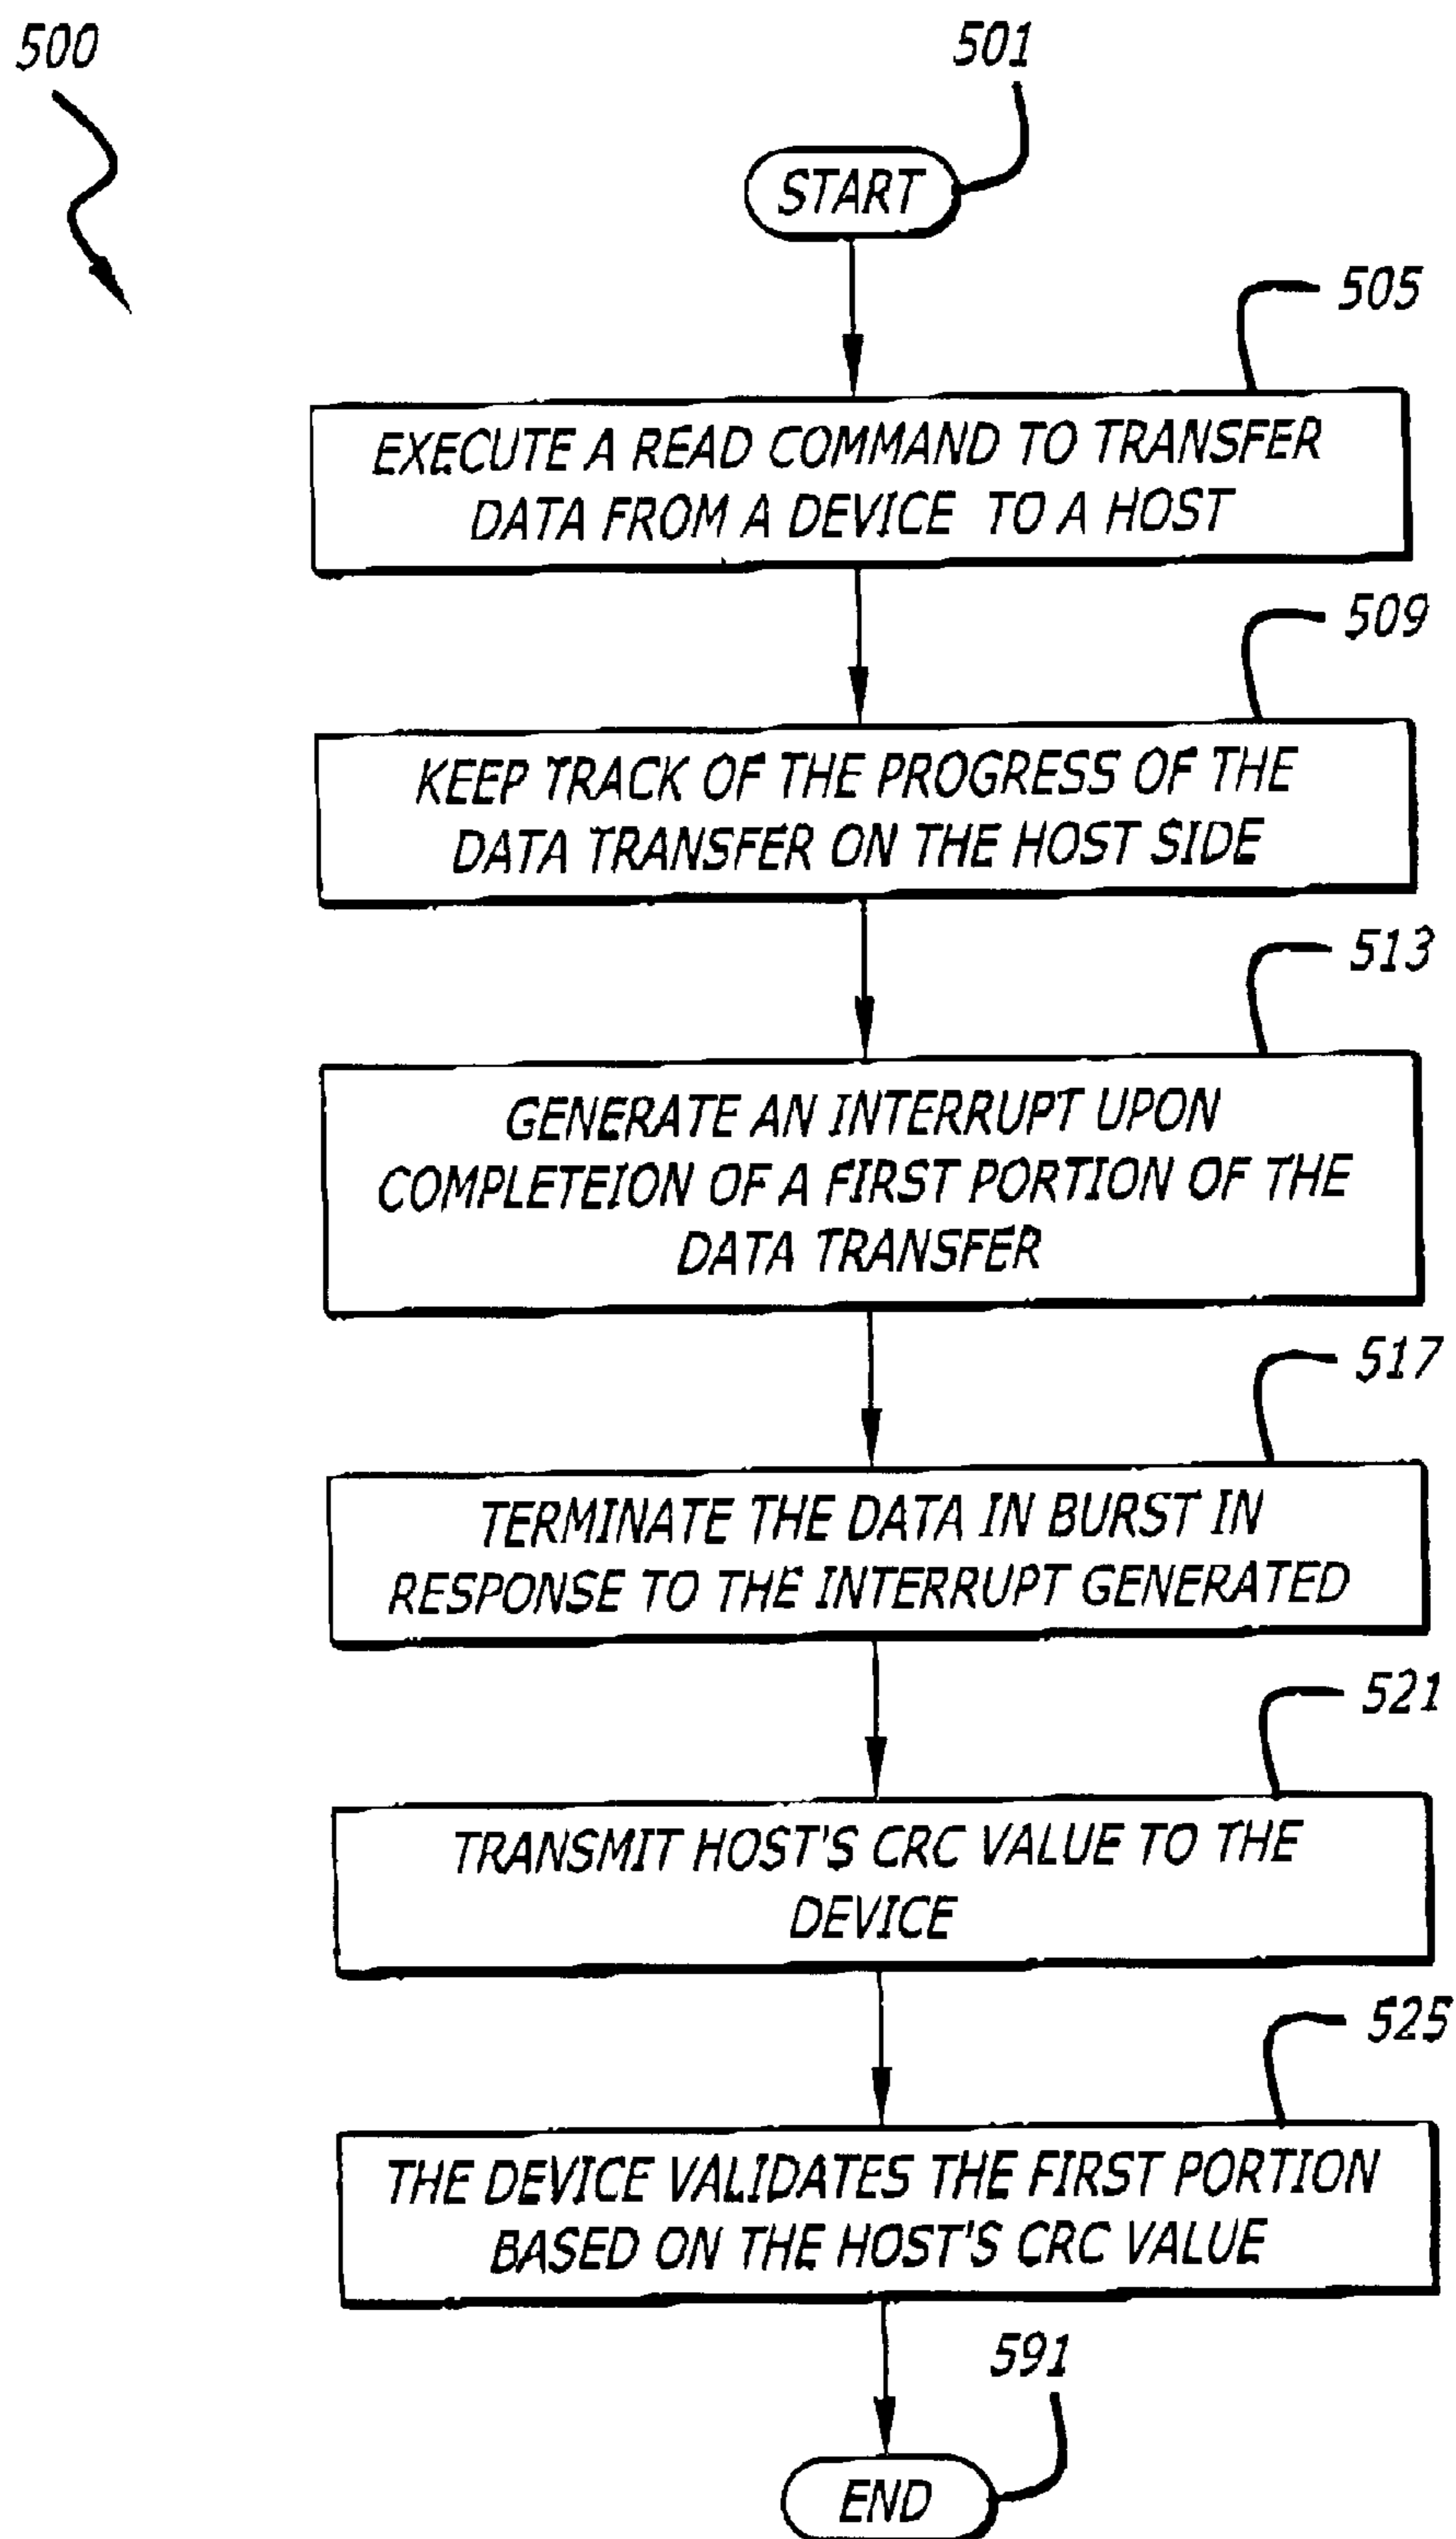 500
501
START
505
EXECUTE A READ COMMAND TO TRANSFER
DATA FROM A DEVICE TO A HOST
509
KEEP TRACK OF THE PROGRESS OF THE
DATA TRANSFER ON THE HOST SIDE
513
GENERATE AN INTERRUPT UPON
COMPLETEION OF A FIRST PORTION OF THE
DATA TRANSFER
517
TERMINATE THE DATA IN BURST IN
RESPONSE TO THE INTERRUPT GENERATED
521
TRANSMIT HOST'S CRC VALUE TO THE
DEVICE
525
THE DEVICE VALIDATES THE FIRST PORTION
BASED ON THE HOST'S CRC VALUE
591
END